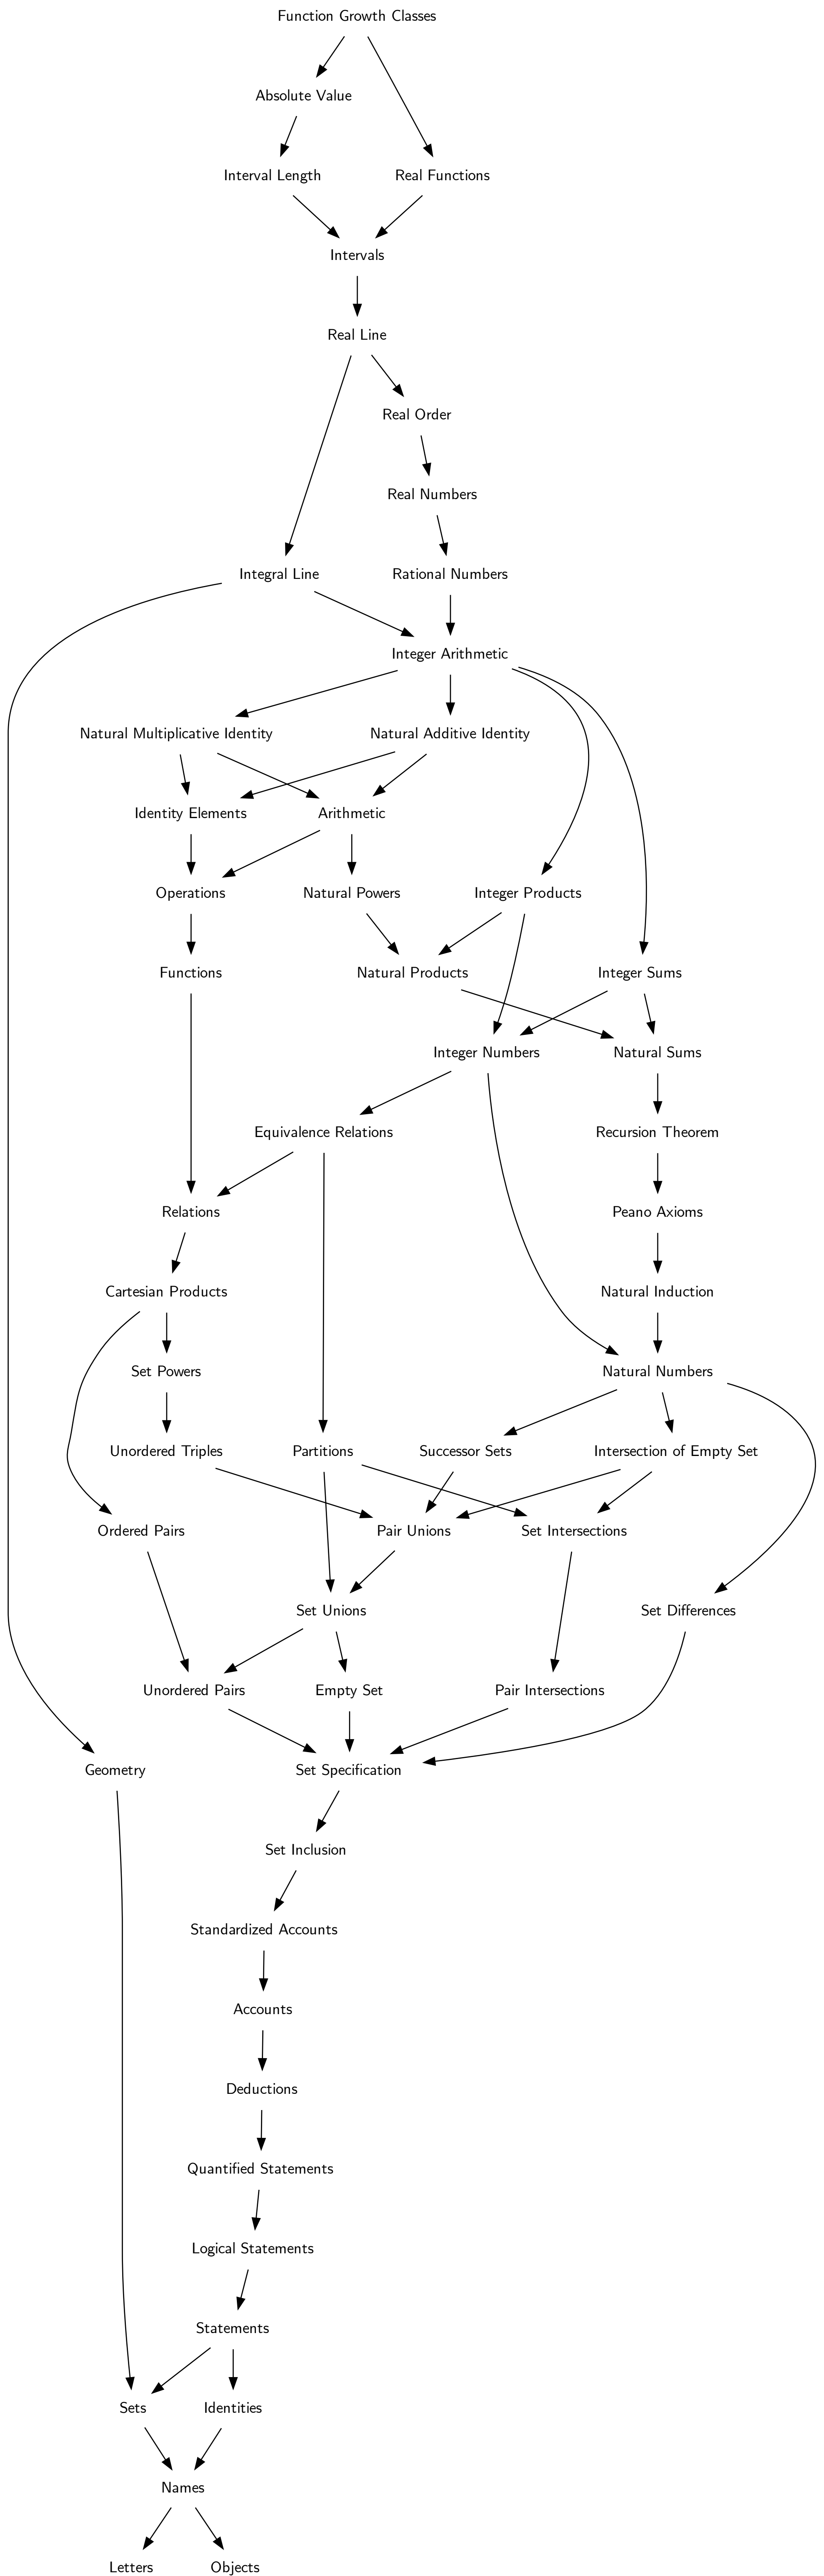 Function Growth Classes
Absolute Value
Interval Length
Real Functions
Intervals
Real Line
Real Order
Real Numbers
Integral Line
Rational Numbers
Integer Arithmetic
Natural Multiplicative Identity
Natural Additive Identity
Identity Elements
Arithmetic
Operations
Natural Powers
Integer Products
Functions
Natural Products
Integer Sums
Integer Numbers
Natural Sums
Equivalence Relations
Recursion Theorem
Relations
Peano Axioms
Cartesian Products
Natural Induction
Set Powers
Natural Numbers
Unordered Triples
Partitions
Successor Sets
Intersection of Empty Set
Ordered Pairs
Pair Unions
Set Intersections
Set Unions
Set Differences
Unordered Pairs
Empty Set
Pair Intersections
Geometry
Set Specification
Set Inclusion
Standardized Accounts
Accounts
Deductions
Quantified Statements
Logical Statements
Statements
Sets
Identities
Names
Letters
Objects